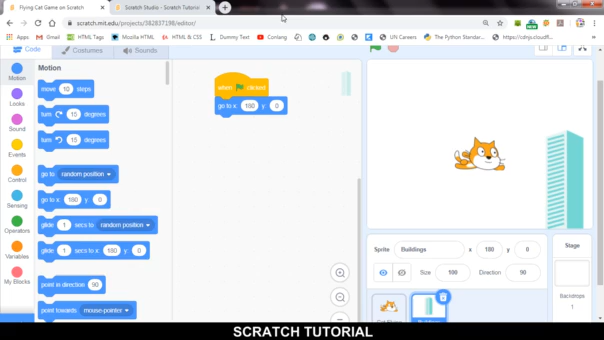 Flying Cat Game on Scratch
Scratch Studio - Scratch Tutorial
scratch.mit.edu/projects/382837198/editor/
Apps
Gmail
HTML Tags
Mozilla HTML
HTML & CSS
Dummy Text
Conlang
UN Careers
The Python Standar...
https://cdnjs.cloudfl...
Code
Costumes
Sounds
Motion
Looks
Sound
Events
Control
Sensing
Operators
Variables
My Blocks
Motion
move 10 steps
turn 15 degrees
turn 15 degrees
go to random position
go to x: 180 y: 0
glide 1 secs to random position
glide 1 secs to x: 180 y: 0
point in direction 90
point towards mouse-pointer
when clicked
go to x: 180 y: 0
Sprite Buildings x 180 y 0
Size 100 Direction 90
Stage
Backdrops
1
SCRATCH TUTORIAL